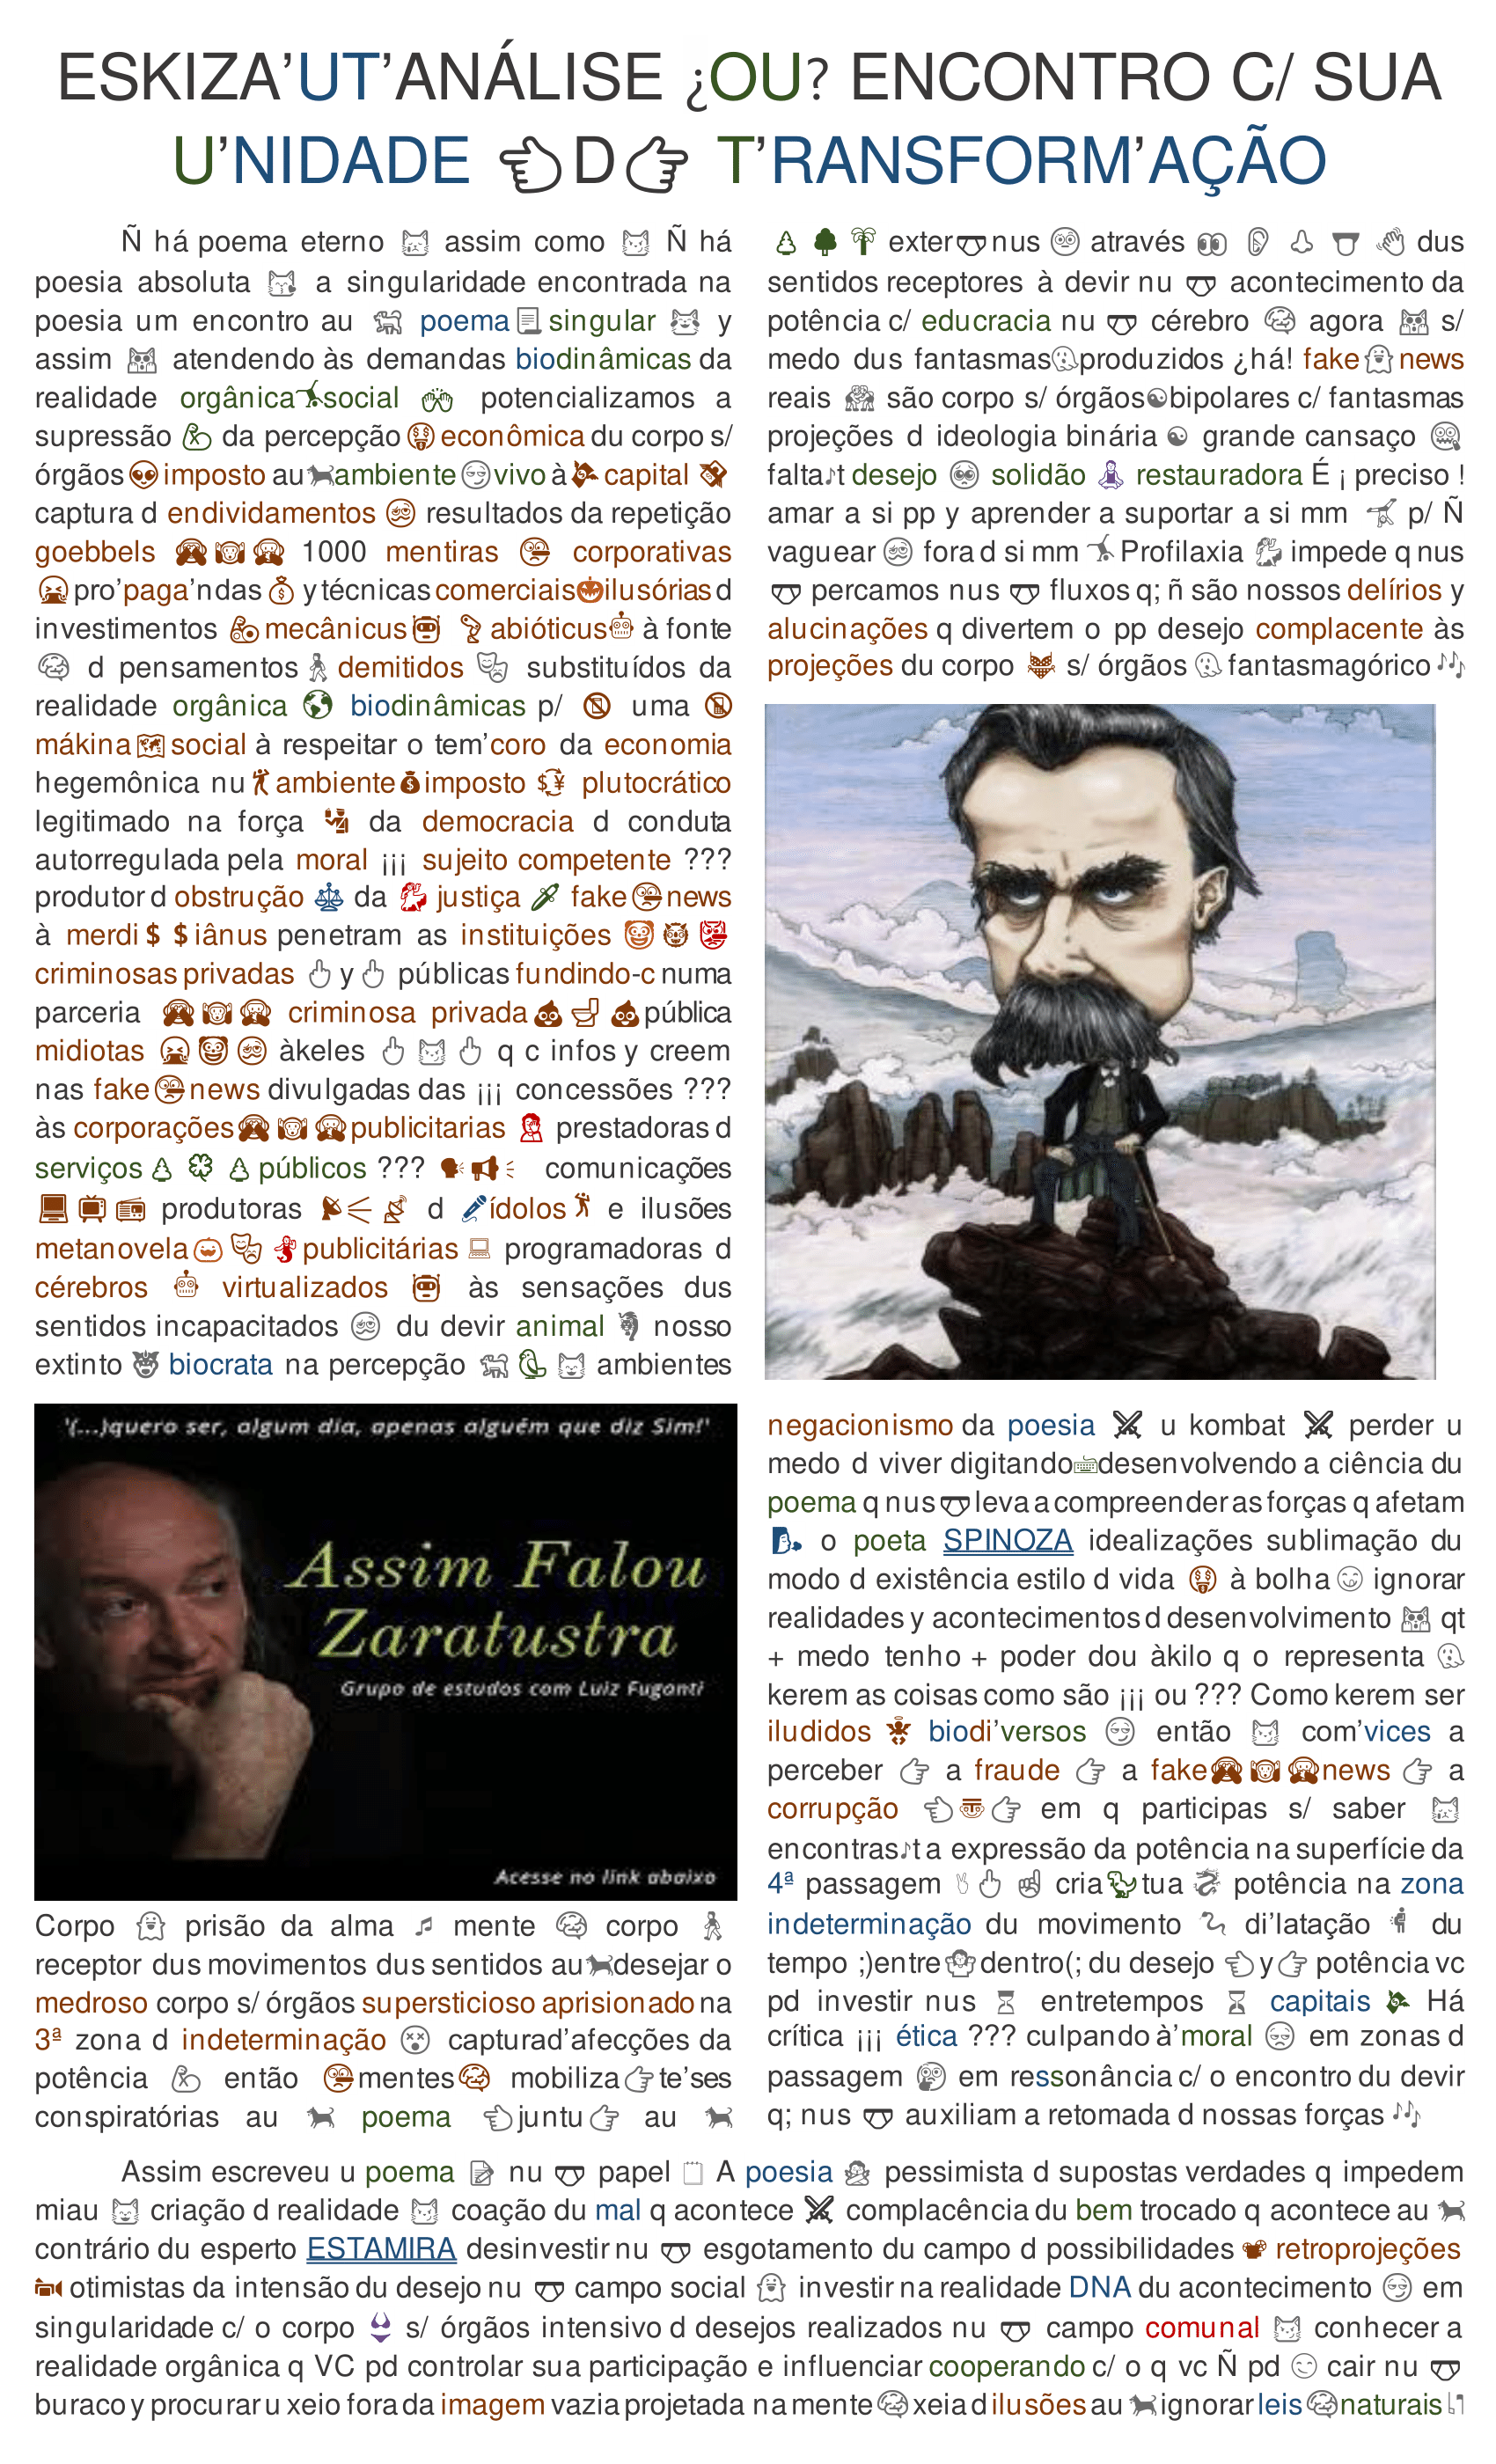 ESKIZA’UT’ANÁLISE ¿OU? ENCONTRO C/ SUA
U’NIDADE D T’RANSFORM’AÇÃO
Ñ há poema eterno assim como Ñ há
poesia absoluta a singularidade encontrada na
poesia um encontro au poema singular y
assim atendendo às demandas biodinâmicas da
realidade orgânica social potencializamos a
supressão da percepção econômica du corpo s/
órgãos imposto au ambiente vivo à capital
captura d endividamentos resultados da repetição
goebbels 1000 mentiras corporativas
pro’paga’ndas y técnicas comerciais ilusórias d
investimentos mecânicus abióticus à fonte
d pensamentos demitidos substituídos da
realidade orgânica biodinâmicas p/ uma
mákina social à respeitar o tem’coro da economia
hegemônica nu ambiente imposto plutocrático
legitimado na força da democracia d conduta
autorregulada pela moral ¡¡¡ sujeito competente ???
produtor d obstrução da justiça fake news
à merdi $ $ iânus penetram as instituições
criminosas privadas y públicas fundindo-c numa
parceria criminosa privada pública
midiotas àkeles q c infos y creem
nas fake news divulgadas das ¡¡¡ concessões ???
às corporações publicitarias prestadoras d
serviços públicos ??? comunicações
produtoras d ídolos e ilusões
metanovela publicitárias programadoras d
cérebros virtualizados às sensações dus
sentidos incapacitados du devir animal nosso
extinto biocrata na percepção ambientes
exter nus através dus
sentidos receptores à devir nu acontecimento da
potência c/ educracia nu cérebro agora s/
medo dus fantasmas produzidos ¿há! fake news
reais são corpo s/ órgãos bipolares c/ fantasmas
projeções d ideologia binária grande cansaço
falta♪t desejo solidão restauradora É ¡ preciso !
amar a si pp y aprender a suportar a si mm p/ Ñ
vaguear fora d si mm Profilaxia impede q nus
percamos nus fluxos q; ñ são nossos delírios y
alucinações q divertem o pp desejo complacente às
projeções du corpo s/ órgãos fantasmagórico
'(...)quero ser, algum dia, apenas alguém que diz Sim!'
Assim Falou
Zaratustra
Grupo de estudos com Luiz Fuganti
Acesse no link abaixo
Corpo prisão da alma mente corpo
receptor dus movimentos dus sentidos au desejar o
medroso corpo s/ órgãos supersticioso aprisionado na
3ª zona d indeterminação capturad’afecções da
potência então mentes mobiliza te’ses
conspiratórias au poema juntu au
negacionismo da poesia u kombat perder u
medo d viver digitando desenvolvendo a ciência du
poema q nus leva a compreender as forças q afetam
o poeta SPINOZA idealizações sublimação du
modo d existência estilo d vida à bolha ignorar
realidades y acontecimentos d desenvolvimento qt
+ medo tenho + poder dou àkilo q o representa
kerem as coisas como são ¡¡¡ ou ??? Como kerem ser
iludidos biodi’versos então com’vices a
perceber a fraude a fake news a
corrupção em q participas s/ saber
encontras♪t a expressão da potência na superfície da
4ª passagem cria tua potência na zona
indeterminação du movimento di’latação du
tempo ;)entre dentro(; du desejo y potência vc
pd investir nus entretempos capitais Há
crítica ¡¡¡ ética ??? culpando à’moral em zonas d
passagem em ressonância c/ o encontro du devir
q; nus auxiliam a retomada d nossas forças
Assim escreveu u poema nu papel A poesia pessimista d supostas verdades q impedem
miau criação d realidade coação du mal q acontece complacência du bem trocado q acontece au
contrário du esperto ESTAMIRA desinvestir nu esgotamento du campo d possibilidades retroprojeções
otimistas da intensão du desejo nu campo social investir na realidade DNA du acontecimento em
singularidade c/ o corpo s/ órgãos intensivo d desejos realizados nu campo comunal conhecer a
realidade orgânica q VC pd controlar sua participação e influenciar cooperando c/ o q vc Ñ pd cair nu
buraco y procurar u xeio fora da imagem vazia projetada na mente xeia d ilusões au ignorar leis naturais